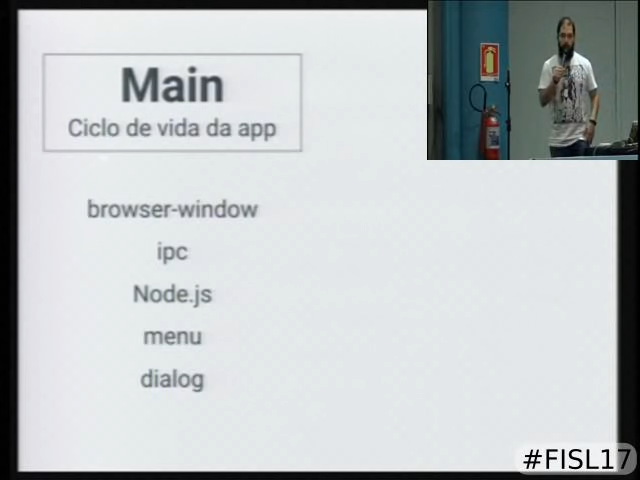 Main
Ciclo de vida da app
browser-window
ipc
Node.js
menu
dialog
#FISL17